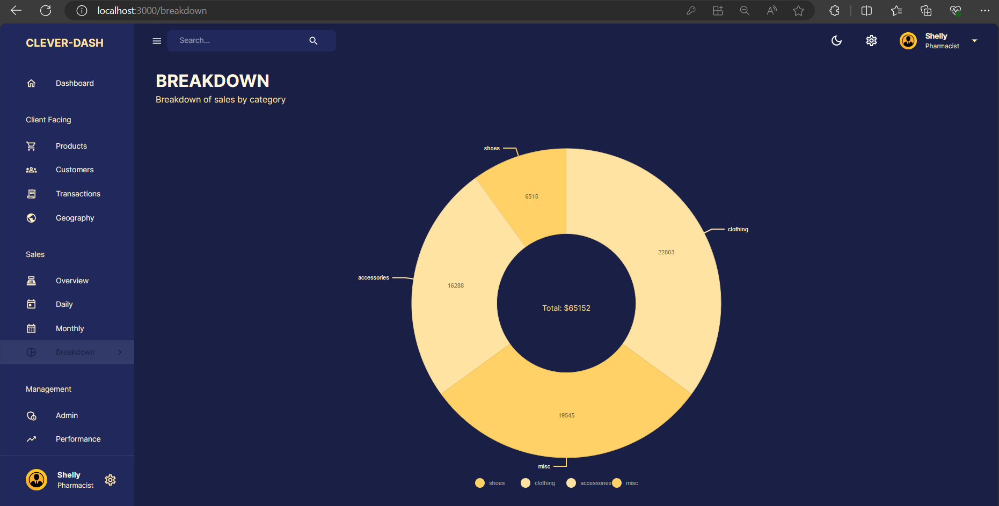 localhost:3000/breakdown
CLEVER-DASH
Search...
Shelly
Pharmacist
Dashboard
Client Facing
Products
Customers
Transactions
Geography
Sales
Overview
Daily
Monthly
Breakdown
Management
Admin
Performance
Shelly
Pharmacist
BREAKDOWN
Breakdown of sales by category
shoes
6515
clothing
22803
accessories
16288
Total: $65152
19545
misc
shoes
clothing
accessories
misc